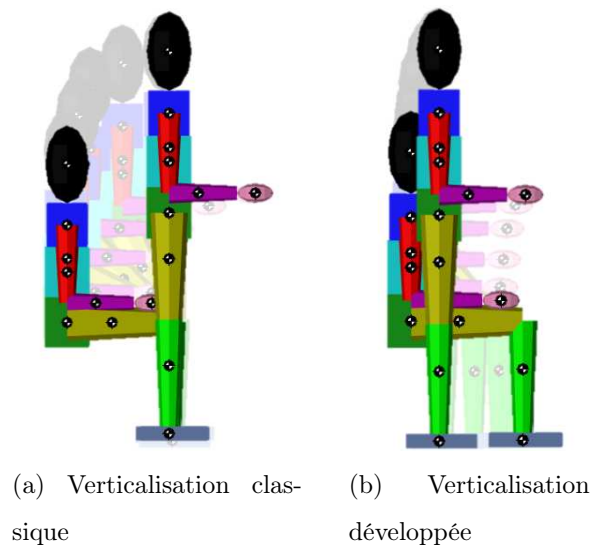 (a) Verticalisation clas-
sique
(b) Verticalisation
développée